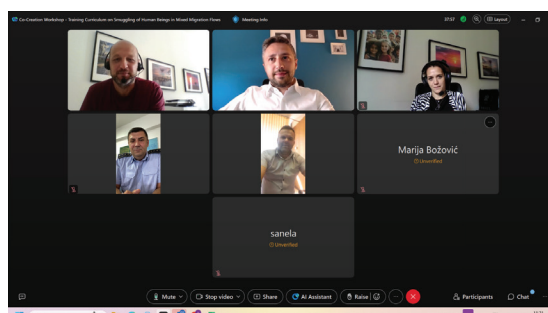 Co-Creation Workshop - Training Curriculum on Smuggling of Human Beings in Mixed Migration Flows
Meeting Info
37:57
Layout
Marija Božović
Unverified
sanela
Unverified
Mute
Stop video
Share
AI Assistant
Raise
Participants
Chat